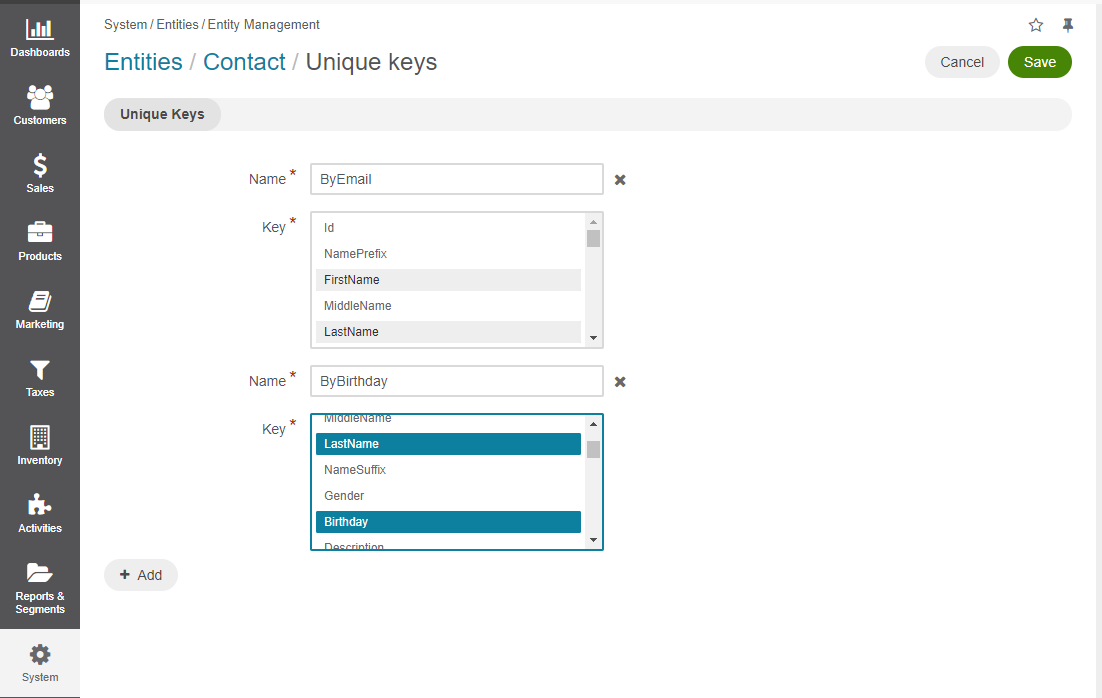 Dashboards
Customers
Sales
Products
Marketing
Taxes
Inventory
Activities
Reports &
Segments
System
System / Entities / Entity Management
Entities / Contact / Unique keys
Cancel
Save
Unique Keys
Name *
ByEmail
Key *
Id
NamePrefix
FirstName
MiddleName
LastName
Name *
ByBirthday
Key *
MiddleName
LastName
NameSuffix
Gender
Birthday
Description
+ Add